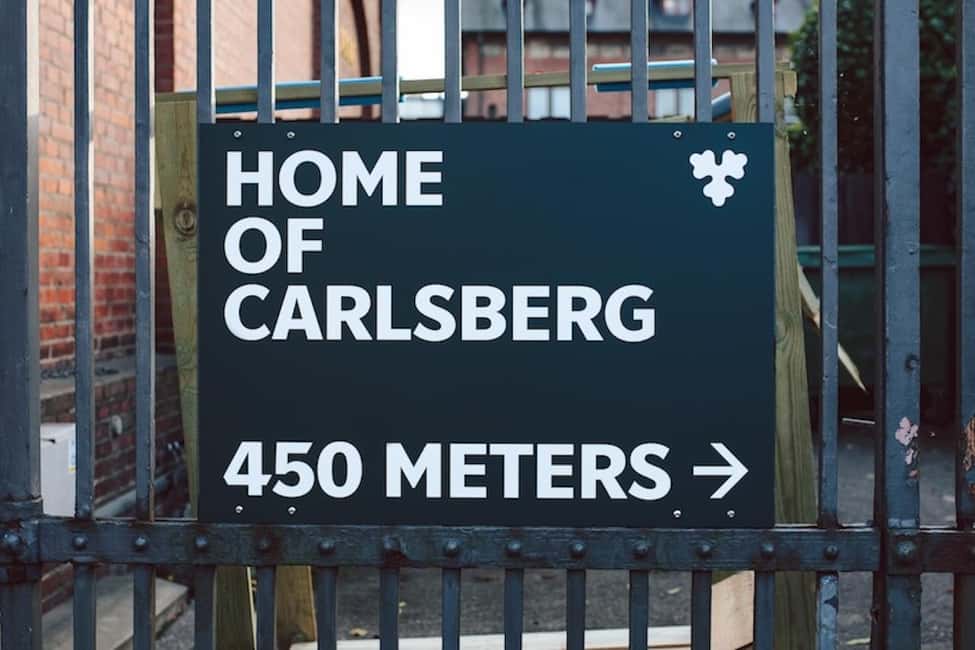 HOME
OF
CARLSBERG
450 METERS →